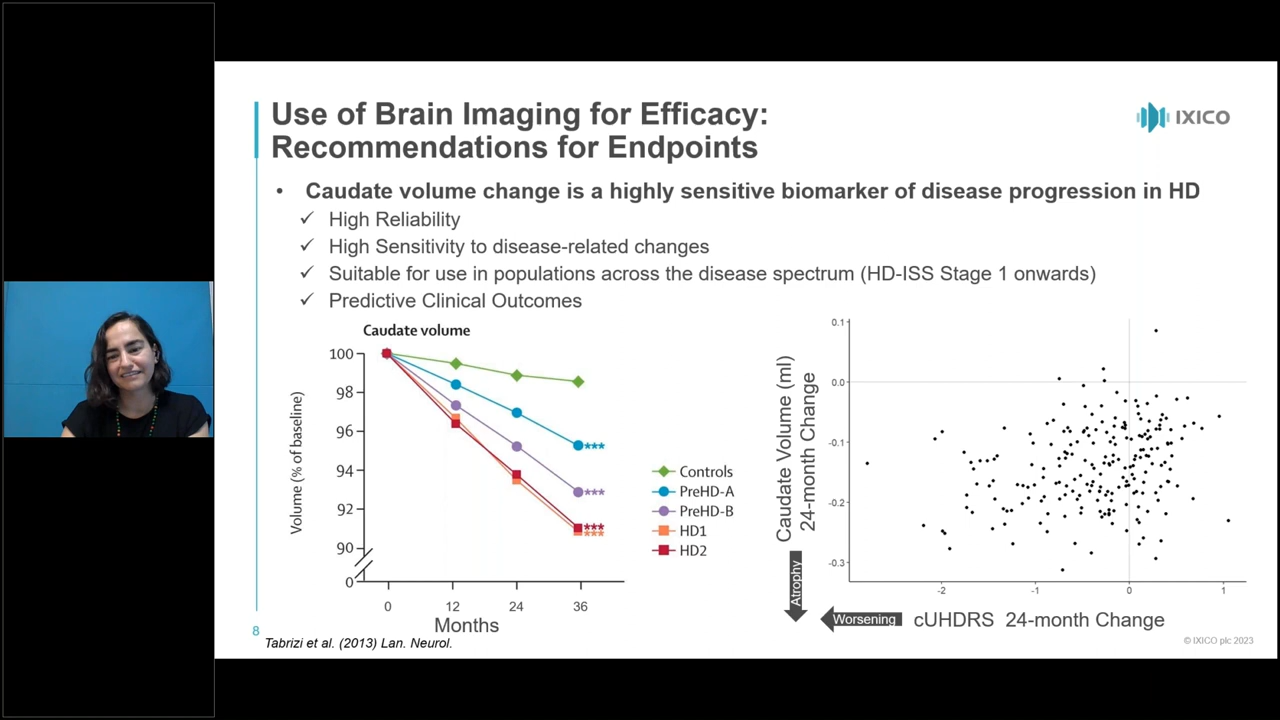 Use of Brain Imaging for Efficacy:
Recommendations for Endpoints
IXICO
• Caudate volume change is a highly sensitive biomarker of disease progression in HD
✓ High Reliability
✓ High Sensitivity to disease-related changes
✓ Suitable for use in populations across the disease spectrum (HD-ISS Stage 1 onwards)
✓ Predictive Clinical Outcomes
Caudate volume
Volume (% of baseline)
100
98
96
94
92
90
0
***
***
***
***
0 12 24 36
Months
Controls
PreHD-A
PreHD-B
HD1
HD2
Caudate Volume (ml)
24-month Change
0.1
0.0
-0.1
-0.2
-0.3
-2 -1 0 1
Atrophy
Worsening
cUHDRS 24-month Change
8
Tabrizi et al. (2013) Lan. Neurol.
© IXICO plc 2023